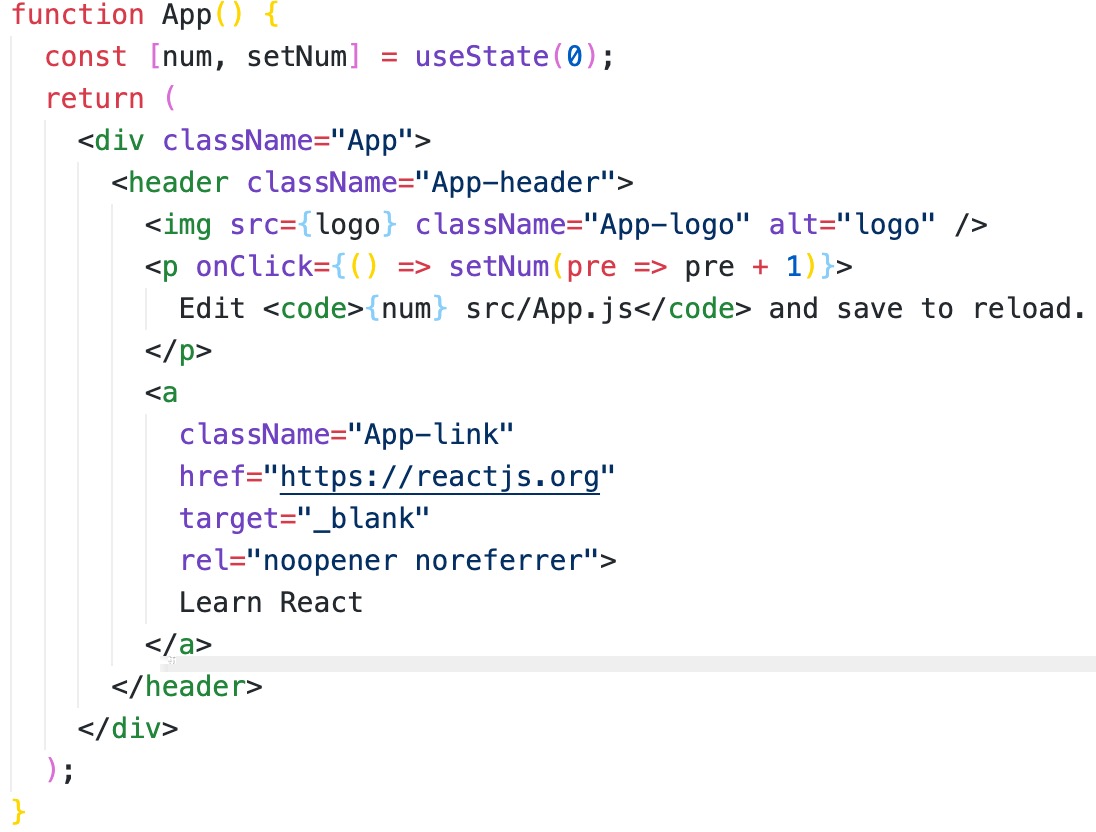 function App() {
const [num, setNum] = useState(0);
return (
<div className="App">
<header className="App-header">
<img src={logo} className="App-logo" alt="logo" />
<p onClick={() => setNum(pre => pre + 1)}>
Edit <code>{num} src/App.js</code> and save to reload.
</p>
<a
className="App-link"
href="https://reactjs.org"
target="_blank"
rel="noopener noreferrer">
Learn React
</a>
</header>
</div>
);
}